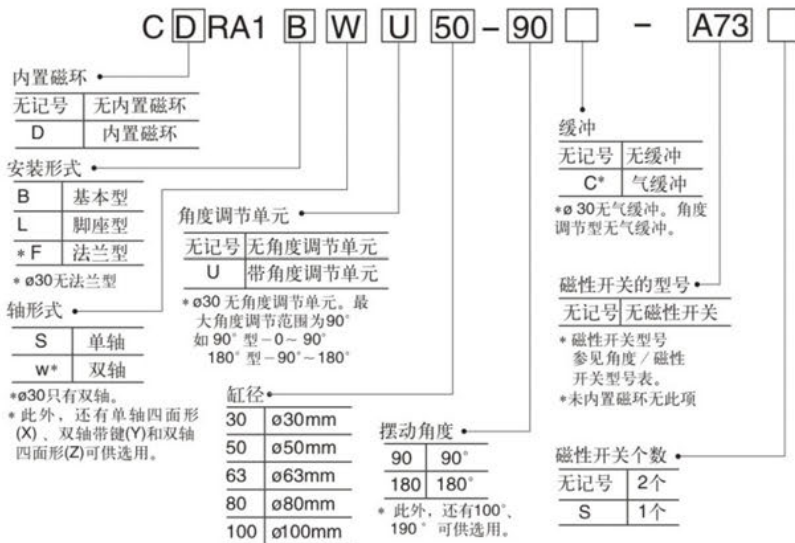 CDRA1BWU50-90 - A73
内置磁环
无记号 无内置磁环
D 内置磁环
安装形式
B 基本型
L 脚座型
*F 法兰型
* ø30无法兰型
轴形式
S 单轴
w* 双轴
*ø30只有双轴。
* 此外，还有单轴四面形
(X) 、双轴带键(Y)和双轴
四面形(Z)可供选用。
角度调节单元
无记号 无角度调节单元
U 带角度调节单元
* ø30 无角度调节单元。最
大角度调节范围为90°
如 90° 型－0～ 90°
180° 型－90°～180°
缸径
30 ø30mm
50 ø50mm
63 ø63mm
80 ø80mm
100 ø100mm
摆动角度
90 90°
180 180°
* 此外，还有100°、
190 ° 可供选用。
缓冲
无记号 无缓冲
C* 气缓冲
*ø 30无气缓冲。角度
调节型无气缓冲。
磁性开关的型号
无记号 无磁性开关
* 磁性开关型号
参见角度 / 磁性
开关型号表。
*未内置磁环无此项
磁性开关个数
无记号 2个
S 1个